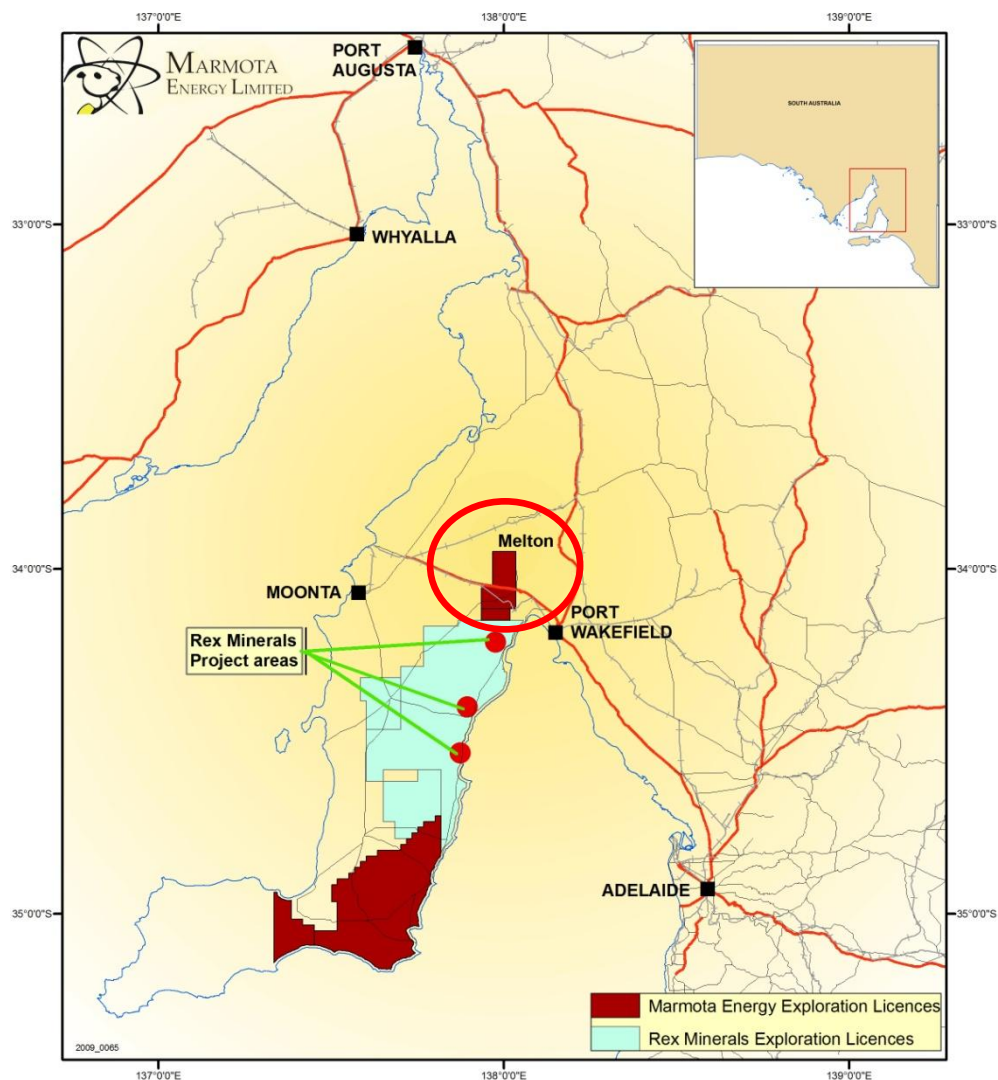 137°0'0"E
138°0'0"E
139°0'0"E
MARMOTA
ENERGY LIMITED
PORT
AUGUSTA
SOUTH AUSTRALIA
33°0'0"S
33°0'0"S
WHYALLA
Melton
34°0'0"S
34°0'0"S
MOONTA
PORT
WAKEFIELD
Rex Minerals
Project areas
ADELAIDE
35°0'0"S
35°0'0"S
Marmota Energy Exploration Licences
Rex Minerals Exploration Licences
2009_0065
137°0'0"E
138°0'0"E
139°0'0"E